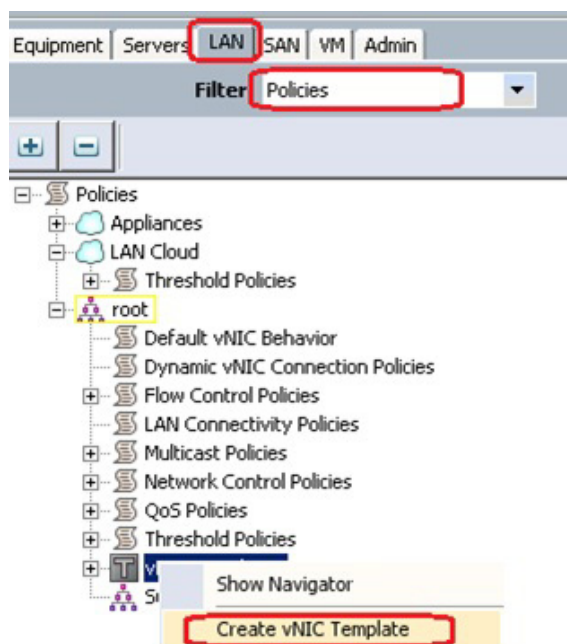 Equipment Servers LAN SAN VM Admin
Filter Policies
Policies
Appliances
LAN Cloud
Threshold Policies
root
Default vNIC Behavior
Dynamic vNIC Connection Policies
Flow Control Policies
LAN Connectivity Policies
Multicast Policies
Network Control Policies
QoS Policies
Threshold Policies
Show Navigator
Create vNIC Template